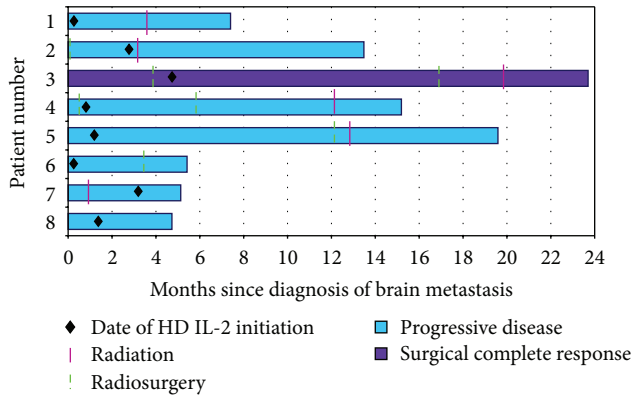 Patient number
1
2
3
4
5
6
7
8
0 2 4 6 8 10 12 14 16 18 20 22 24
Months since diagnosis of brain metastasis
Date of HD IL-2 initiation
Radiation
Radiosurgery
Progressive disease
Surgical complete response